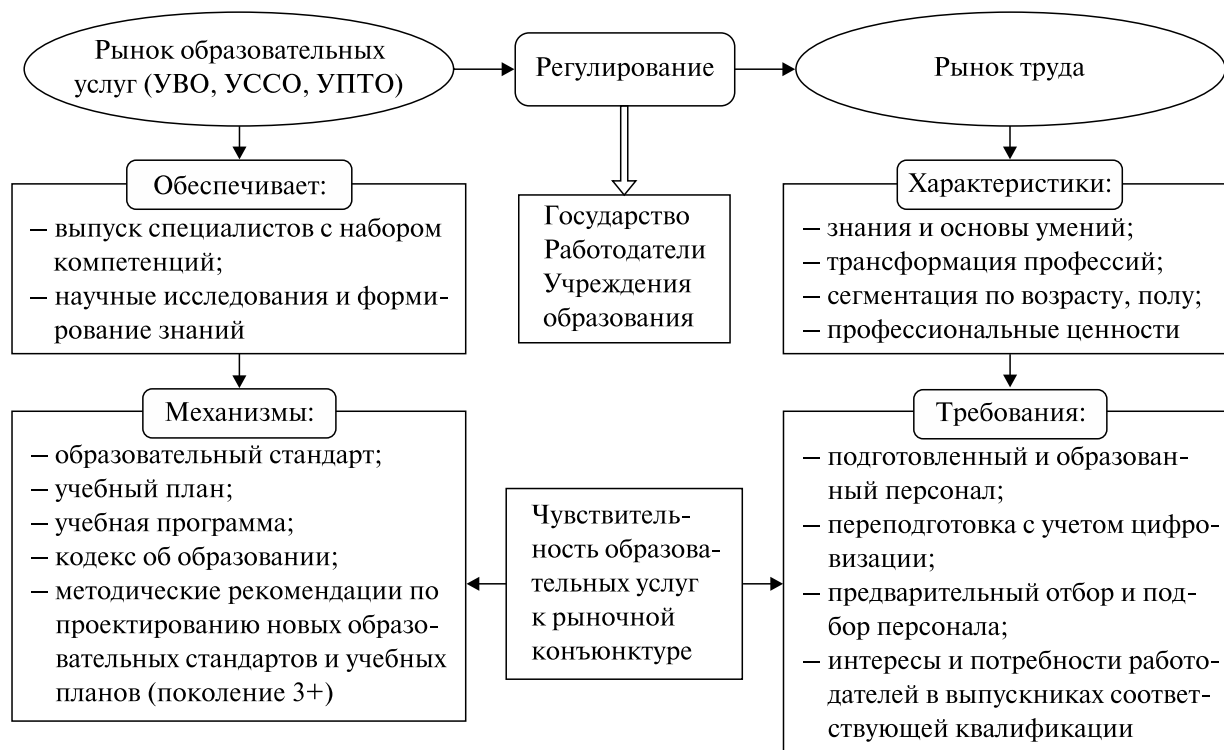 Рынок образовательных
услуг (УВО, УССО, УПТО)
Регулирование
Рынок труда
Обеспечивает:
– выпуск специалистов с набором
компетенций;
– научные исследования и форми-
рование знаний
Государство
Работодатели
Учреждения
образования
Характеристики:
– знания и основы умений;
– трансформация профессий;
– сегментация по возрасту, полу;
– профессиональные ценности
Механизмы:
– образовательный стандарт;
– учебный план;
– учебная программа;
– кодекс об образовании;
– методические рекомендации по
проектированию новых образо-
вательных стандартов и учебных
планов (поколение 3+)
Чувствитель-
ность образова-
тельных услуг
к рыночной
конъюнктуре
Требования:
– подготовленный и образован-
ный персонал;
– переподготовка с учетом цифро-
визации;
– предварительный отбор и под-
бор персонала;
– интересы и потребности работо-
дателей в выпускниках соответ-
ствующей квалификации